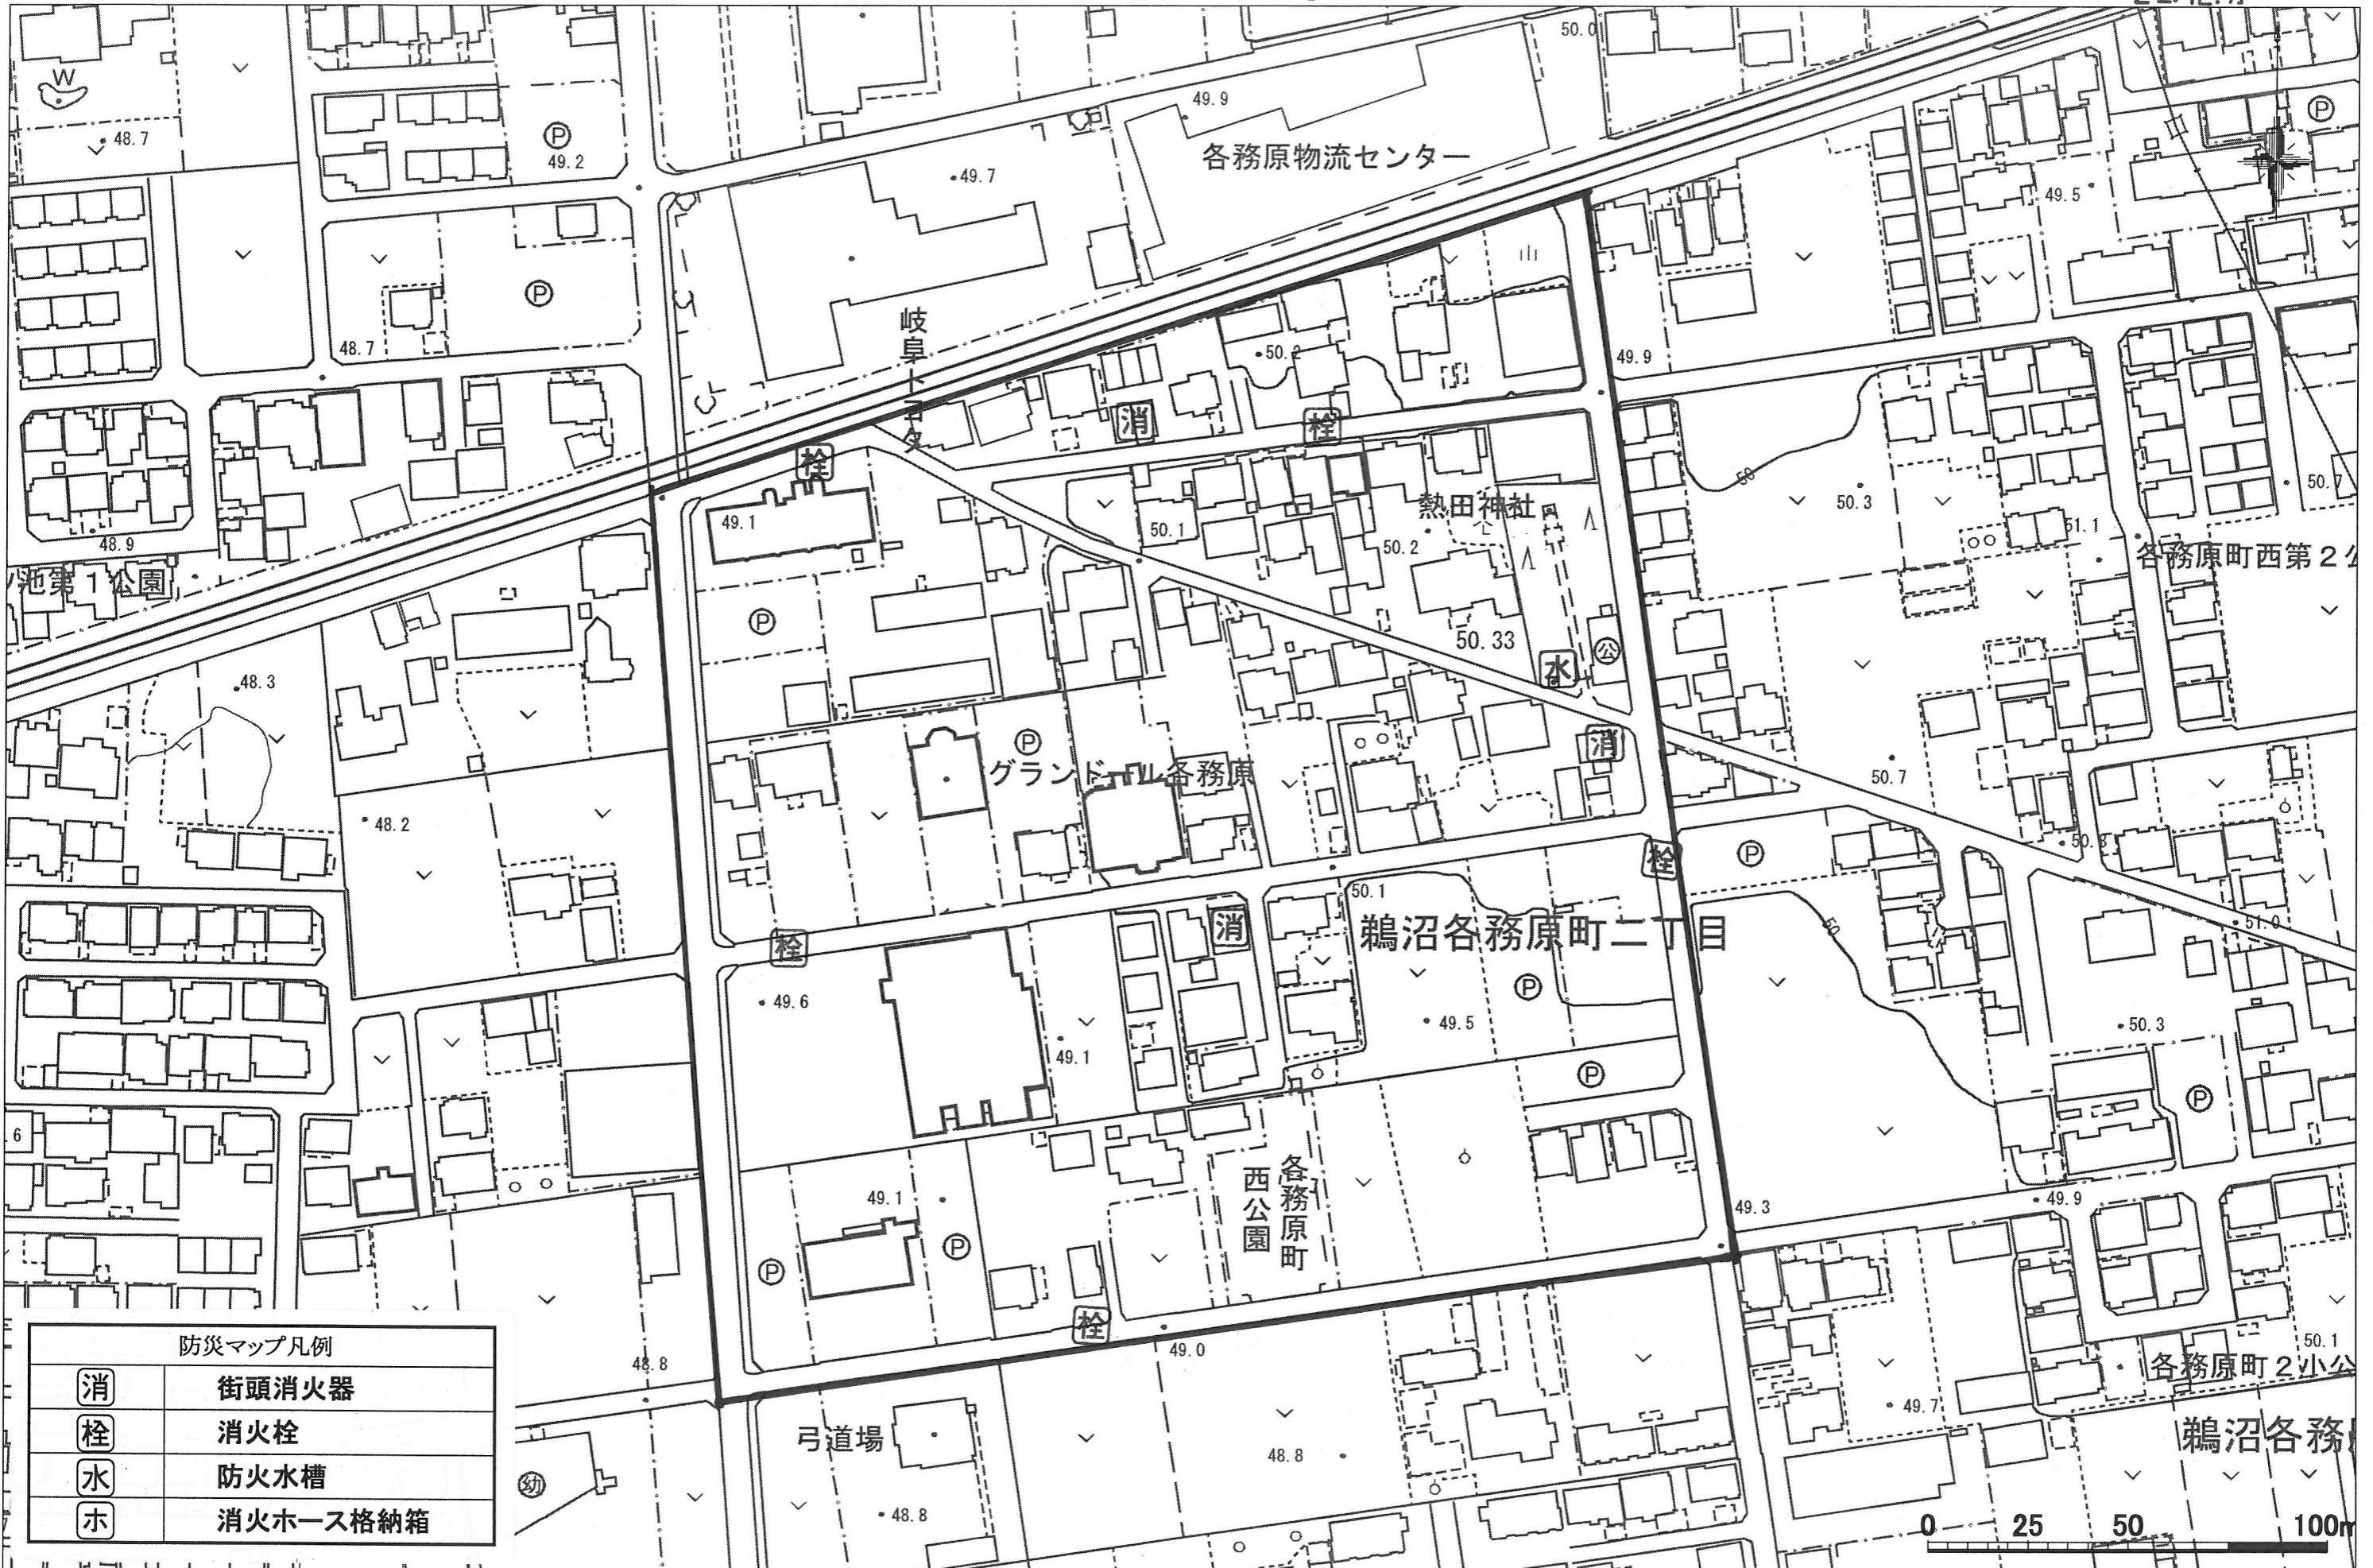 50.0
W
48.7
P
49.2
49.9
各務原物流センター
49.7
P
49.5
P
48.7
岐阜トヨタ
50.2
49.9
消
栓
栓
49.1
50.1
熱田神社
50.2
50
50.3
51.1
50.7
48.9
池第1公園
各務原町西第2
P
50.33
公
水
48.3
消
P
グランドール各務原
50.7
48.2
50.3
栓
P
50.1
消
鵜沼各務原町二丁目
50
51.0
栓
49.6
P
49.5
49.1
50.3
P
P
6
各務原町
西公園
49.1
P
P
49.3
49.9
栓
49.0
48.8
50.1
各務原町2小公
49.7
弓道場
48.8
48.8
幼
鵜沼各務
防災マップ凡例
消 街頭消火器
栓 消火栓
水 防火水槽
ホ 消火ホース格納箱
0 25 50 100m